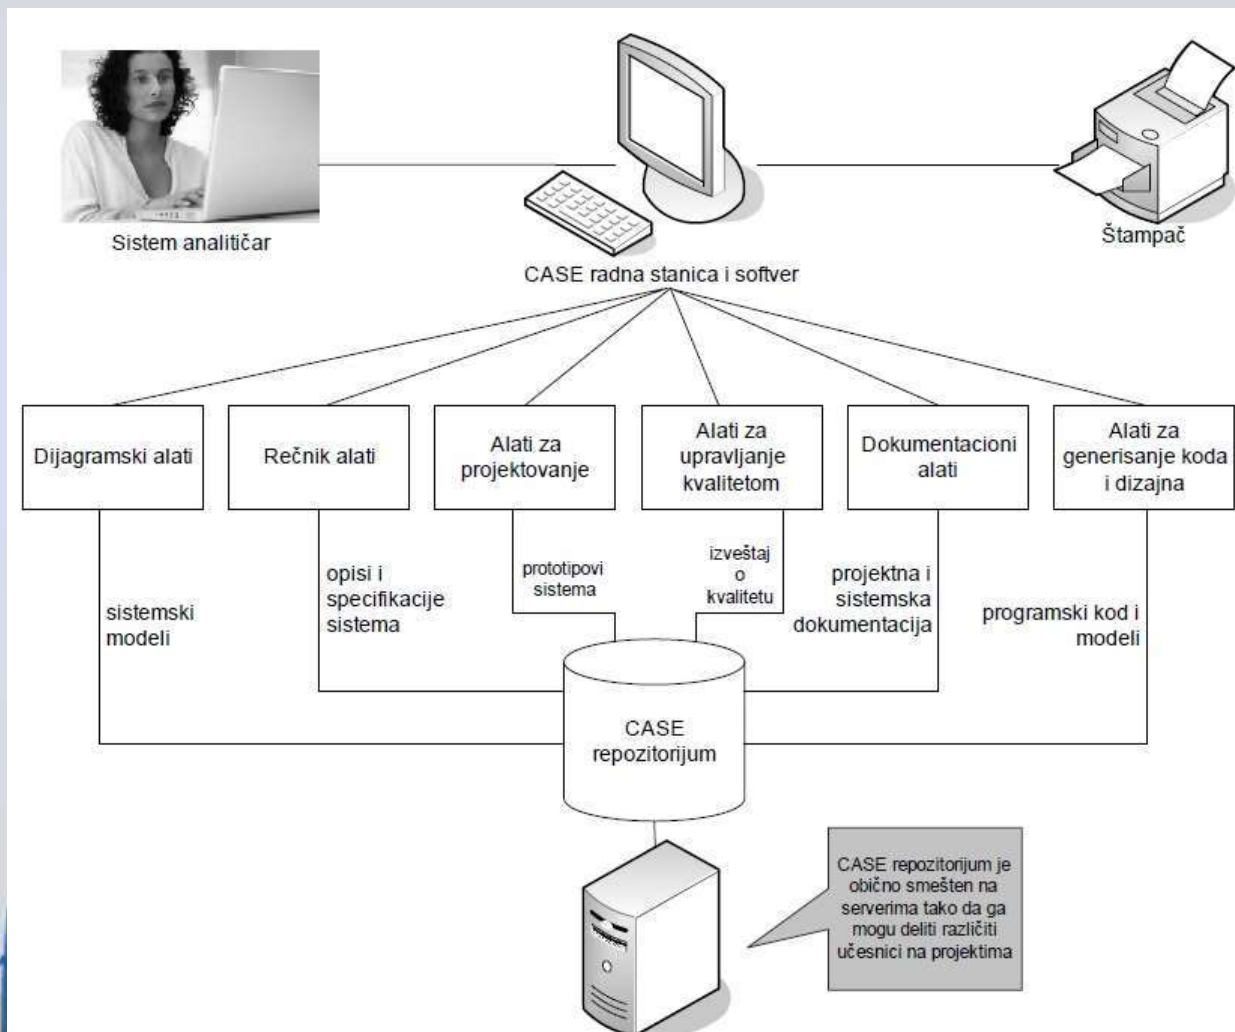 Sistem analitičar
Štampač
CASE radna stanica i softver
Dijagramski alati
Rečnik alati
Alati za
projektovanje
Alati za
upravljanje
kvalitetom
Dokumentacioni
alati
Alati za
generisanje koda
i dizajna
sistemski
modeli
opisi i
specifikacije
sistema
prototipovi
sistema
izveštaj
o
kvalitetu
projektna i
sistemska
dokumentacija
programski kod i
modeli
CASE
repozitorijum
CASE repozitorijum je
obično smešten na
serverima tako da ga
mogu deliti različiti
učesnici na projektima